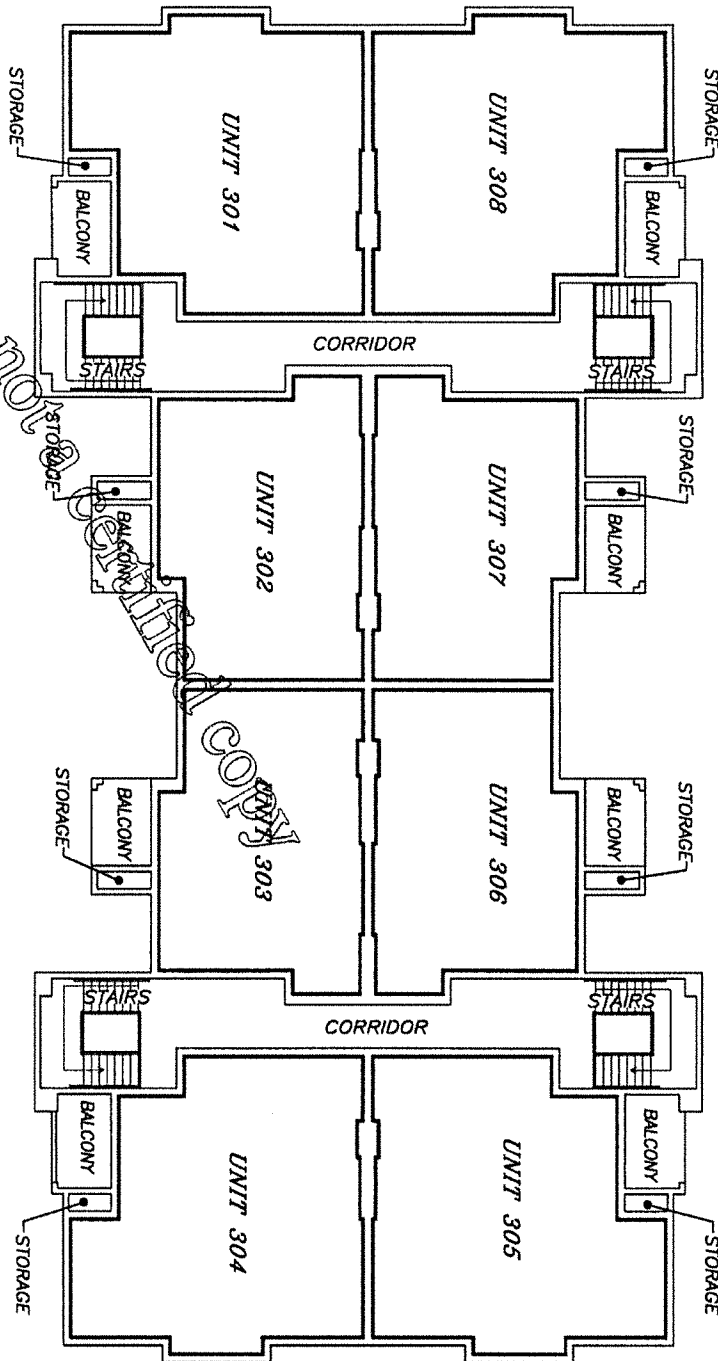 STORAGE
STORAGE
UNIT 301
UNIT 308
BALCONY
BALCONY
CORRIDOR
STAIRS
STAIRS
STORAGE
STORAGE
UNIT 302
UNIT 307
BALCONY
BALCONY
not a certified copy
STORAGE
STORAGE
BALCONY
BALCONY
UNIT 303
UNIT 306
STAIRS
STAIRS
CORRIDOR
BALCONY
BALCONY
UNIT 304
UNIT 305
STORAGE
STORAGE